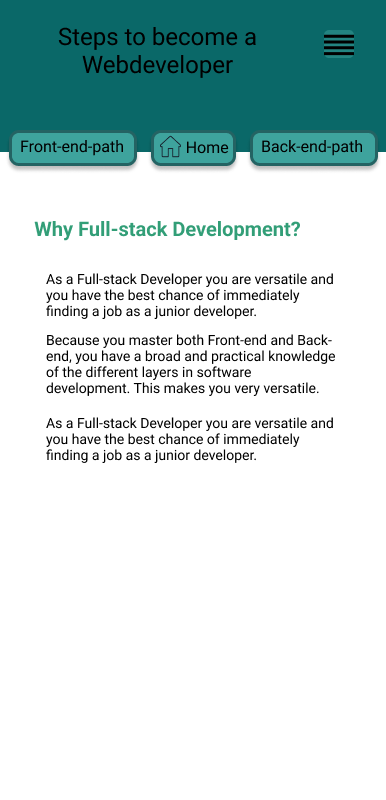 Steps to become a
Webdeveloper
Front-end-path
Home
Back-end-path
Why Full-stack Development?
As a Full-stack Developer you are versatile and
you have the best chance of immediately
finding a job as a junior developer.
Because you master both Front-end and Back-
end, you have a broad and practical knowledge
of the different layers in software
development. This makes you very versatile.
As a Full-stack Developer you are versatile and
you have the best chance of immediately
finding a job as a junior developer.